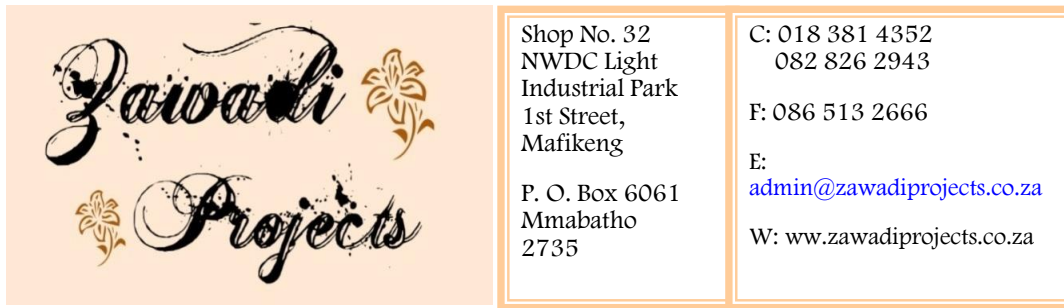 Zawadi
Projects
Shop No. 32
NWDC Light
Industrial Park
1st Street,
Mafikeng
P. O. Box 6061
Mmabatho
2735
C: 018 381 4352
082 826 2943
F: 086 513 2666
E:
admin@zawadiprojects.co.za
W: ww.zawadiprojects.co.za